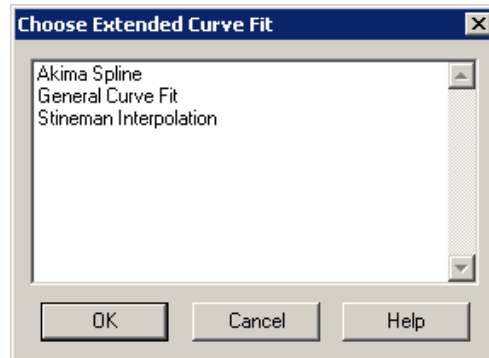 Choose Extended Curve Fit
Akima Spline
General Curve Fit
Stineman Interpolation
OK
Cancel
Help